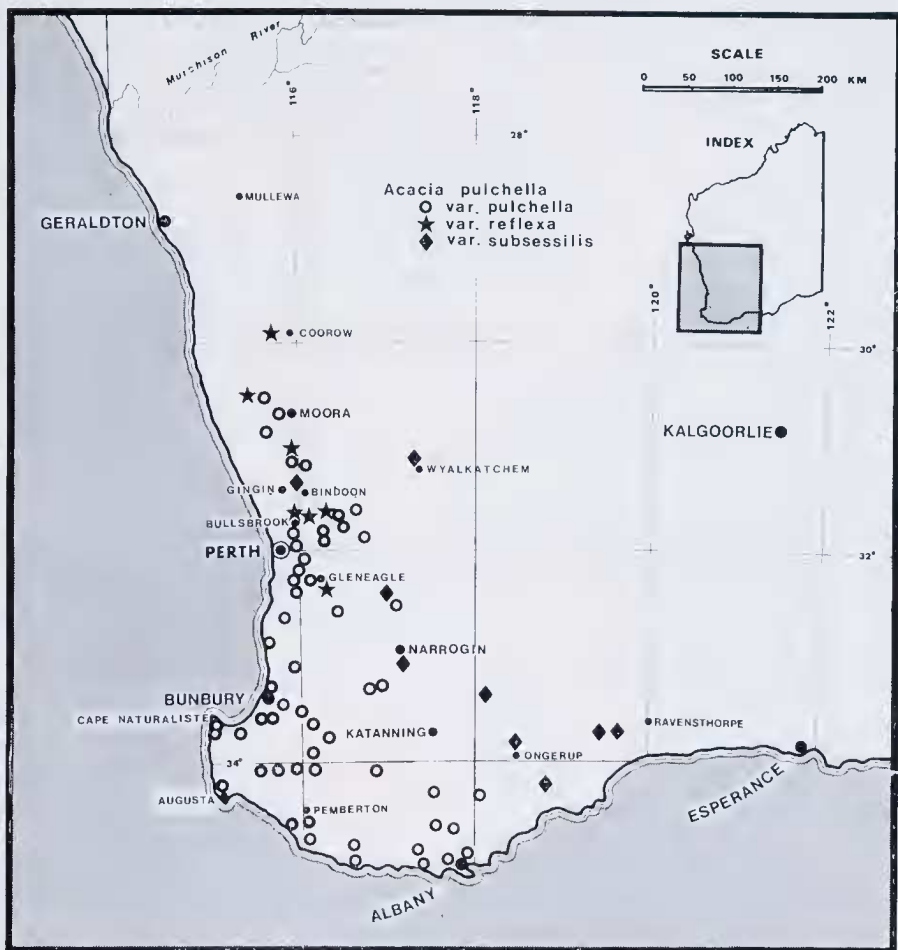 Murchison River
SCALE
0 50 100 200 KM
116°
118°
28°
INDEX
MULLEWA
Acacia pulchella
var. pulchella
var. reflexa
var. subsessilis
GERALDTON
120°
122°
COOROW
30°
MOORA
KALGOORLIE
WYALKATCHEM
GINGIN
BINDOON
BULLSBROOK
PERTH
32°
GLENEAGLE
NARROGIN
BUNBURY
CAPE NATURALISTE
KATANNING
RAVENSTHORPE
ONGERUP
34°
ESPERANCE
AUGUSTA
PEMBERTON
ALBANY